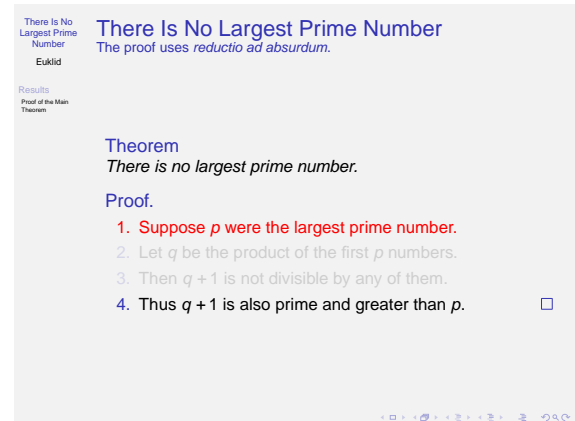 There Is No
Largest Prime
Number
Euklid
Results
Proof of the Main
Theorem
There Is No Largest Prime Number
The proof uses reductio ad absurdum.
Theorem
There is no largest prime number.
Proof.
1. Suppose p were the largest prime number.
2. Let q be the product of the first p numbers.
3. Then q + 1 is not divisible by any of them.
4. Thus q + 1 is also prime and greater than p.